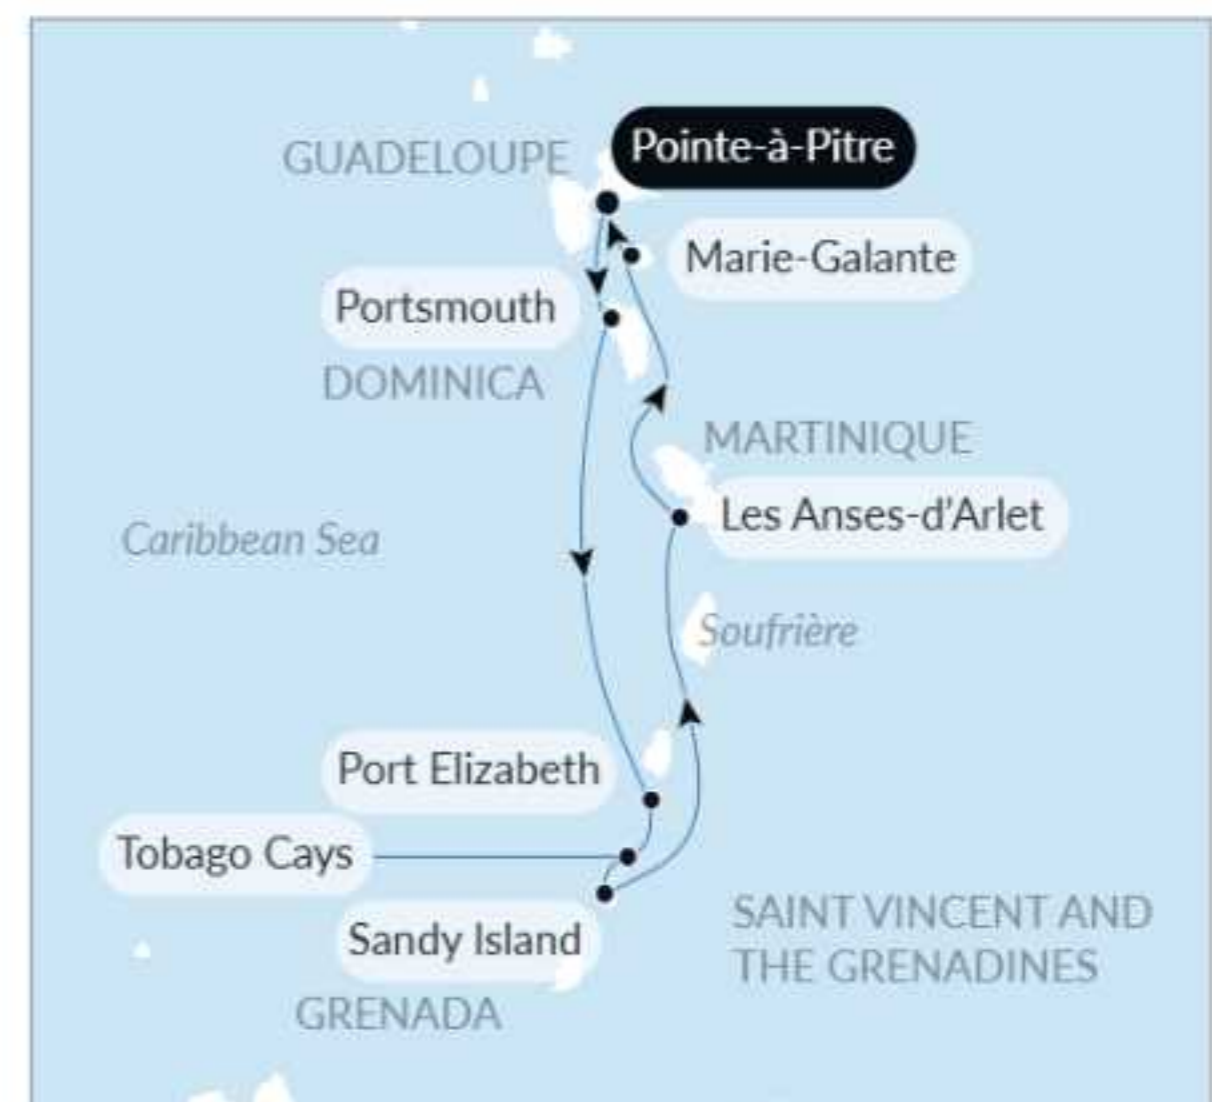 Pointe-à-Pitre
GUADELOUPE
Marie-Galante
Portsmouth
DOMINICA
MARTINIQUE
Les Anses-d'Arlet
Caribbean Sea
Soufrière
Port Elizabeth
Tobago Cays
SAINT VINCENT AND
THE GRENADINES
Sandy Island
GRENADA